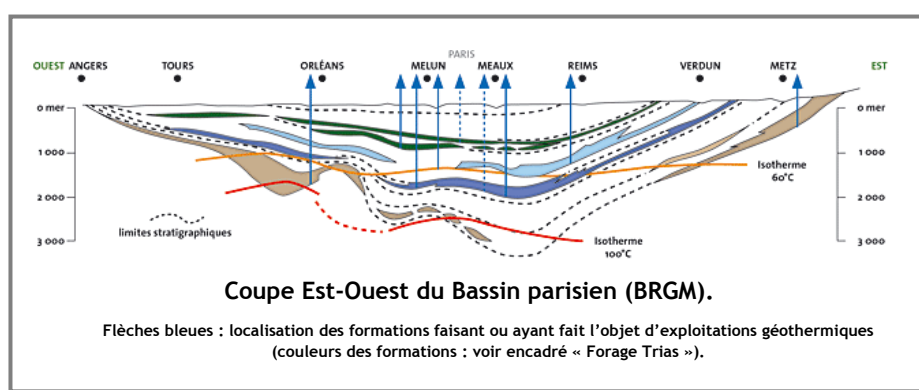 PARIS
OUEST ANGERS TOURS ORLÉANS MELUN MEAUX REIMS VERDUN METZ EST
0 mer 0 mer
1 000 1 000
Isotherme
60°C
2 000 2 000
limites stratigraphiques
3 000 3 000
Isotherme
100°C
Coupe Est-Ouest du Bassin parisien (BRGM).
Flèches bleues : localisation des formations faisant ou ayant fait l’objet d’exploitations géothermiques
(couleurs des formations : voir encadré « Forage Trias »).